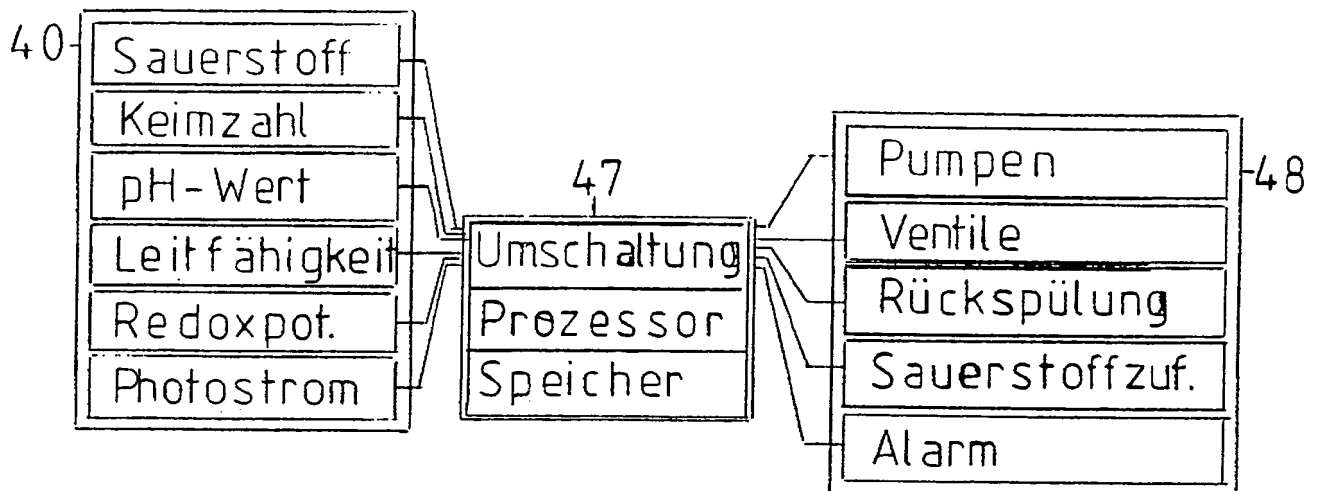 40
Sauerstoff
Keimzahl
pH-Wert
Leitfähigkeit
Redoxpot.
Photostrom
47
Umschaltung
Prozessor
Speicher
48
Pumpen
Ventile
Rückspülung
Sauerstoffzuf.
Alarm